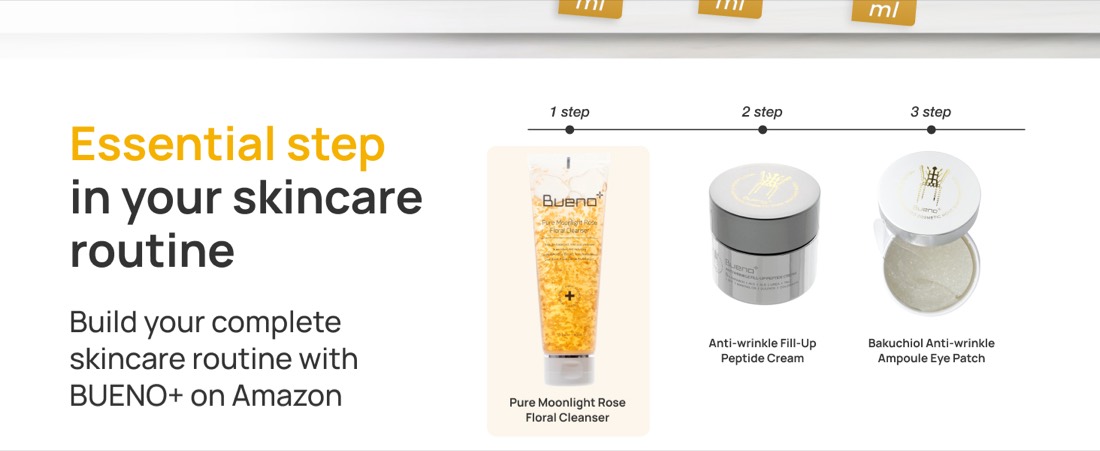 ml
ml
ml
Essential step
in your skincare
routine
Build your complete
skincare routine with
BUENO+ on Amazon
1 step
2 step
3 step
Bueno+
Pure Moonlight Rose
Floral Cleanser
Bueno+
Bueno+
Pure Moonlight Rose
Floral Cleanser
Anti-wrinkle Fill-Up
Peptide Cream
Bakuchiol Anti-wrinkle
Ampoule Eye Patch